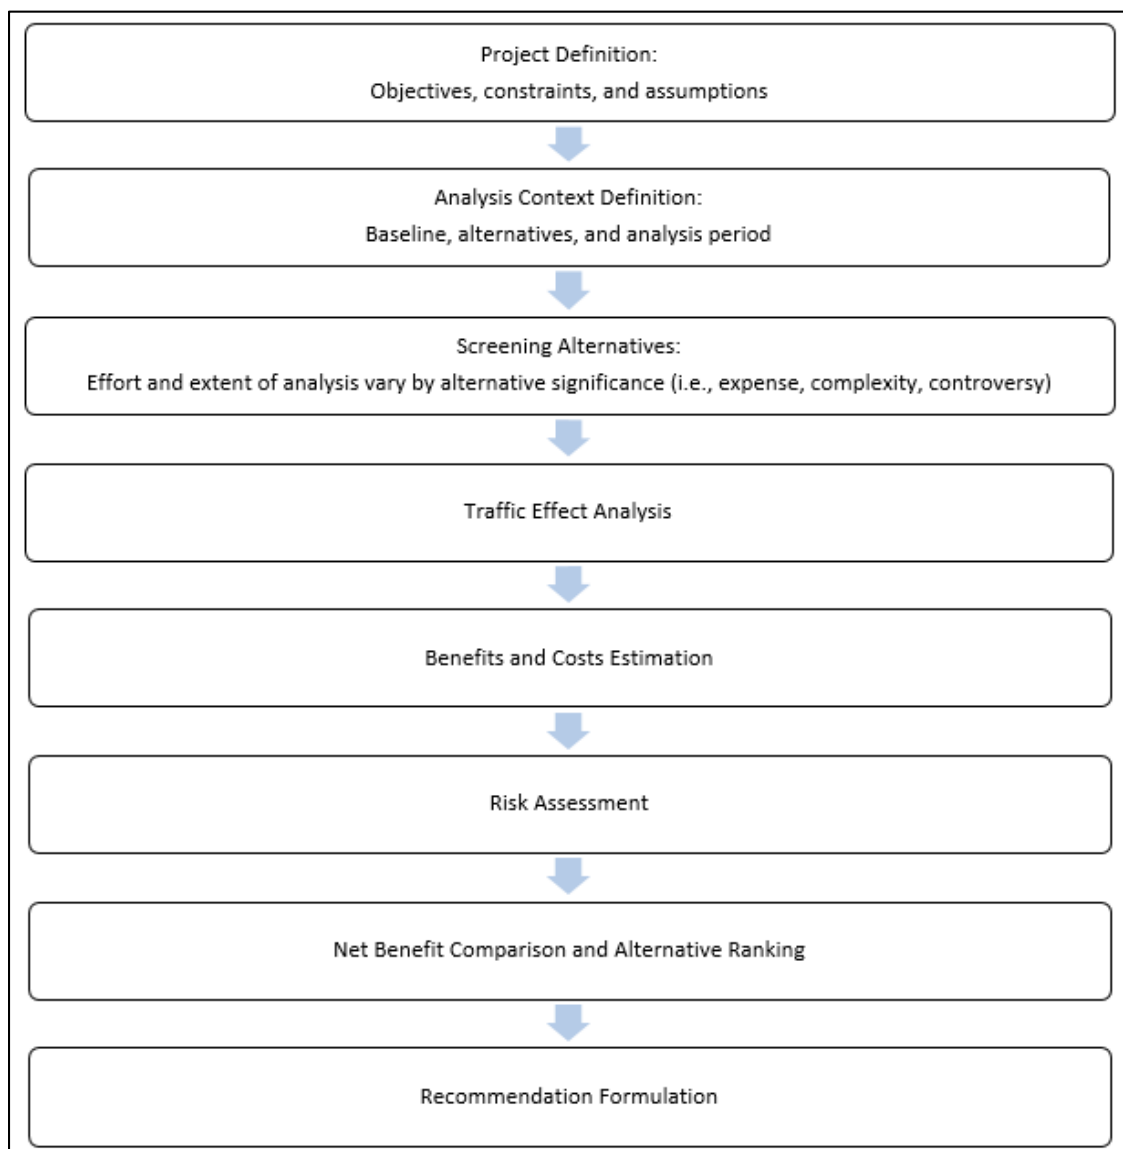 Project Definition:
Objectives, constraints, and assumptions
Analysis Context Definition:
Baseline, alternatives, and analysis period
Screening Alternatives:
Effort and extent of analysis vary by alternative significance (i.e., expense, complexity, controversy)
Traffic Effect Analysis
Benefits and Costs Estimation
Risk Assessment
Net Benefit Comparison and Alternative Ranking
Recommendation Formulation